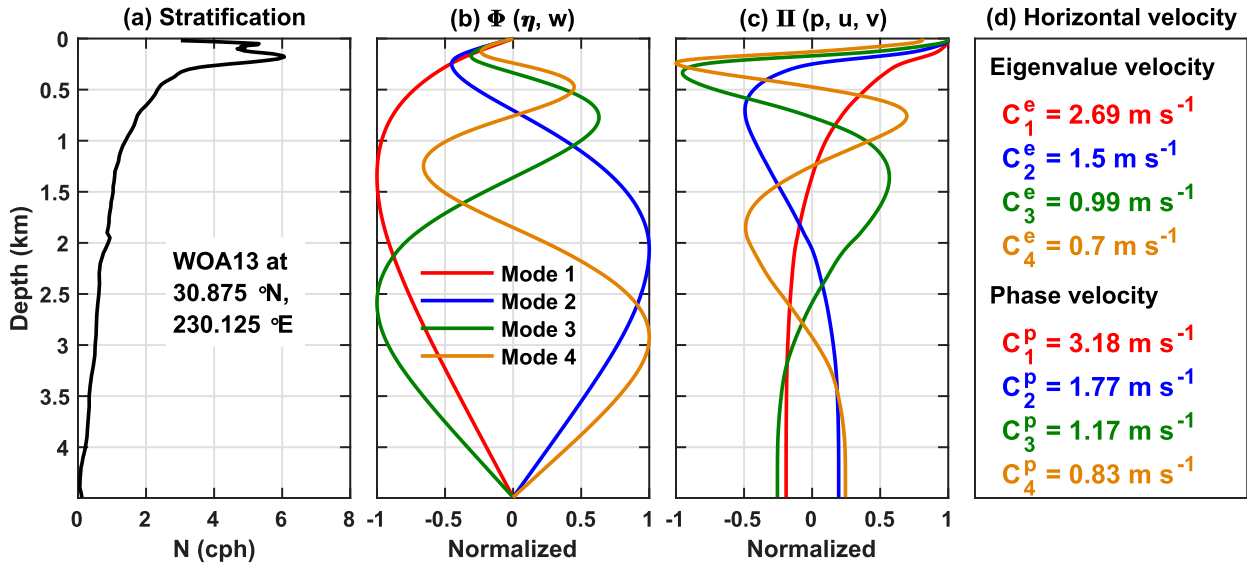 (a) Stratification
(b) Φ (η, w)
(c) Π (p, u, v)
(d) Horizontal velocity
Depth (km)
0
0.5
1
1.5
2
2.5
3
3.5
4
WOA13 at
30.875 °N,
230.125 °E
0 2 4 6 8
N (cph)
Mode 1
Mode 2
Mode 3
Mode 4
-1 -0.5 0 0.5 1
Normalized
-1 -0.5 0 0.5 1
Normalized
Eigenvalue velocity
C₁ᵉ = 2.69 m s⁻¹
C₂ᵉ = 1.5 m s⁻¹
C₃ᵉ = 0.99 m s⁻¹
C₄ᵉ = 0.7 m s⁻¹
Phase velocity
C₁ᵖ = 3.18 m s⁻¹
C₂ᵖ = 1.77 m s⁻¹
C₃ᵖ = 1.17 m s⁻¹
C₄ᵖ = 0.83 m s⁻¹